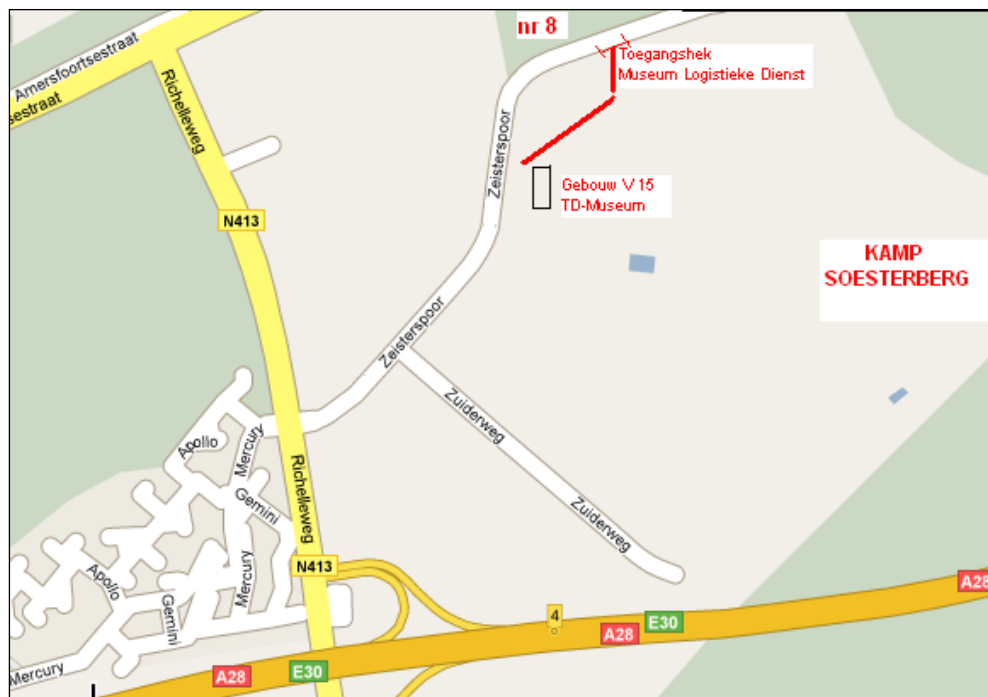 nr 8
Amersfoortsestraat
sestraat
Richelleweg
Toegangshek
Museum Logistieke Dienst
Zeisterspoor
Gebouw V 15
TD-Museum
N413
KAMP
SOESTERBERG
Zeisterspoor
Zuiderweg
Apollo
Mercury
Richelleweg
Gemini
Zuiderweg
N413
Apollo
Mercury
Gemini
4
A28
E30
A28
Mercury
A28
E30